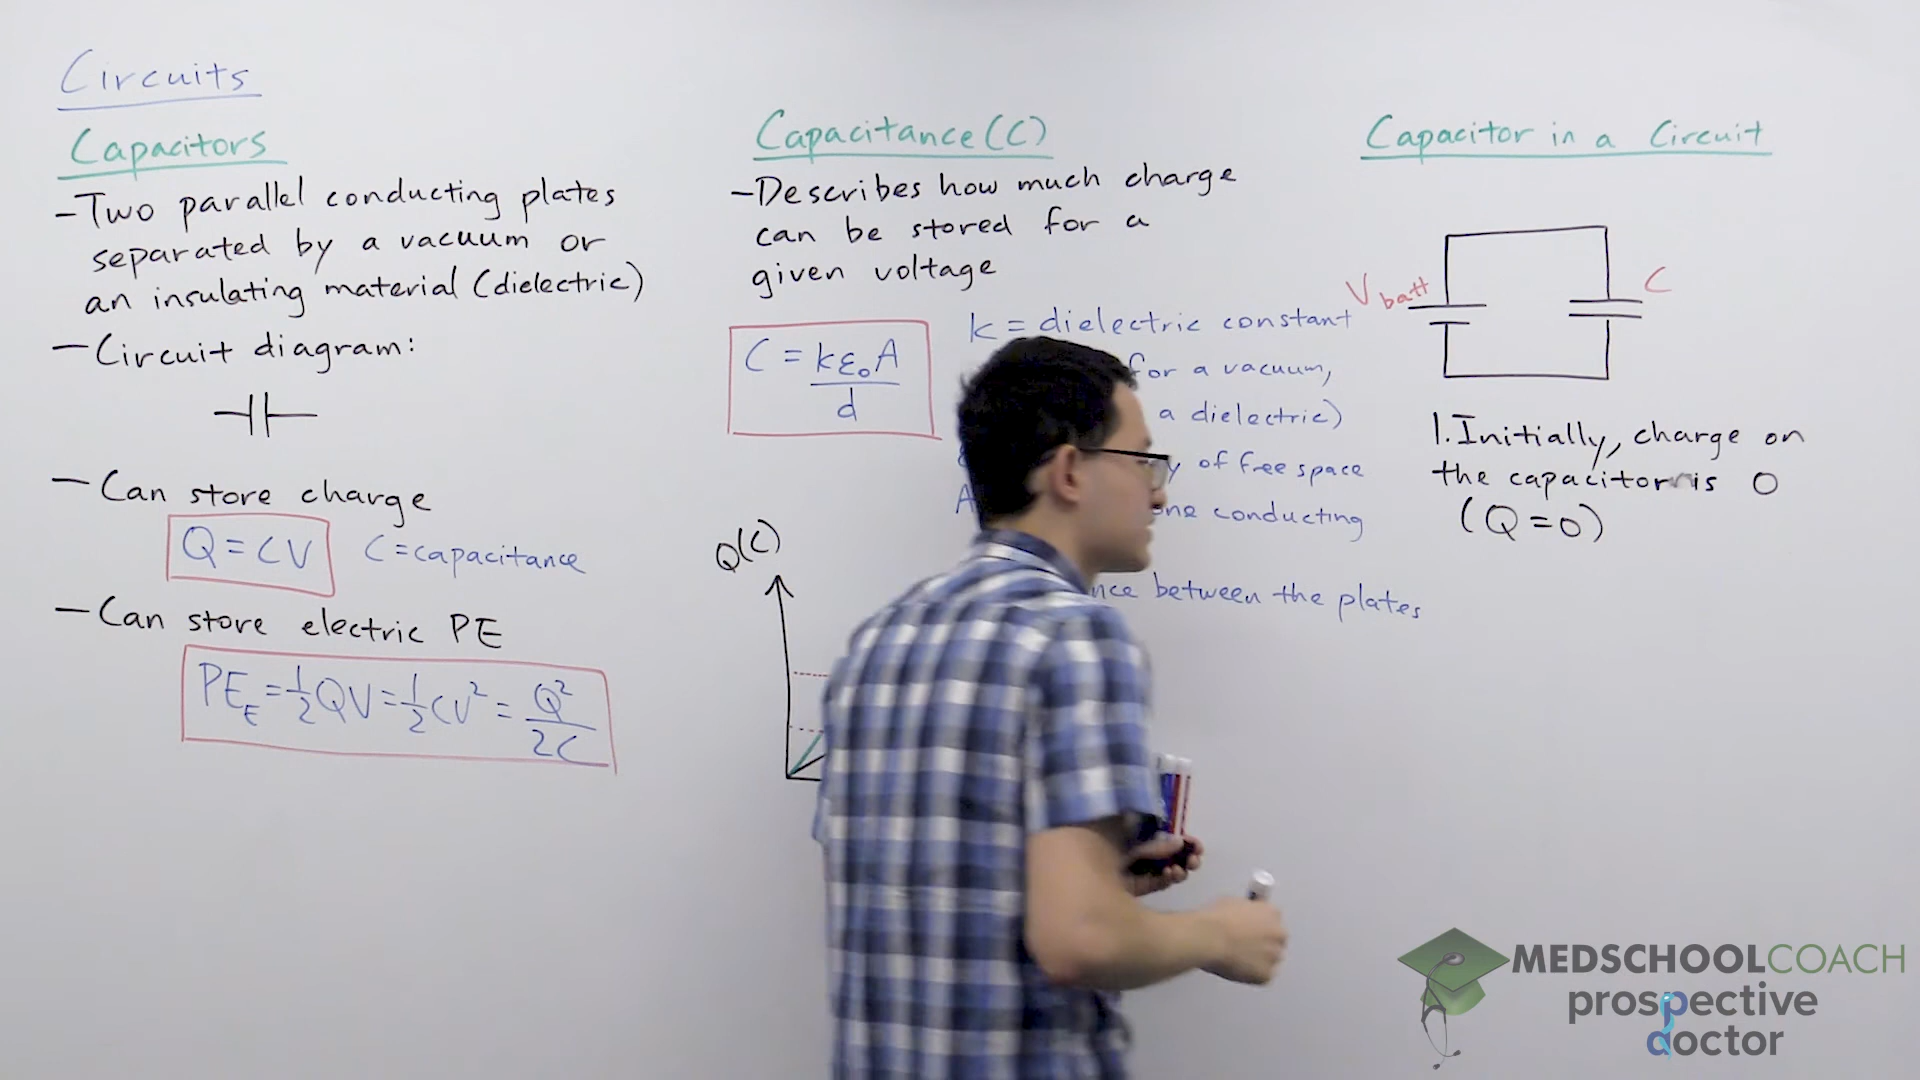 Circuits
Capacitors
- Two parallel conducting plates
separated by a vacuum or
an insulating material (dielectric)
- Circuit diagram:
- Can store charge
Q = CV C = capacitance
- Can store electric PE
PE_E = 1/2 QV = 1/2 CV² = Q²/2C
Capacitance (C)
- Describes how much charge
can be stored for a
given voltage
C = kε₀A/d
k = dielectric constant
for a vacuum,
a dielectric)
of free space
A one conducting
between the plates
Q(C)
Capacitor in a Circuit
V batt
C
1. Initially, charge on
the capacitor is 0
(Q = 0)
MEDSCHOOLCOACH
prospective
doctor